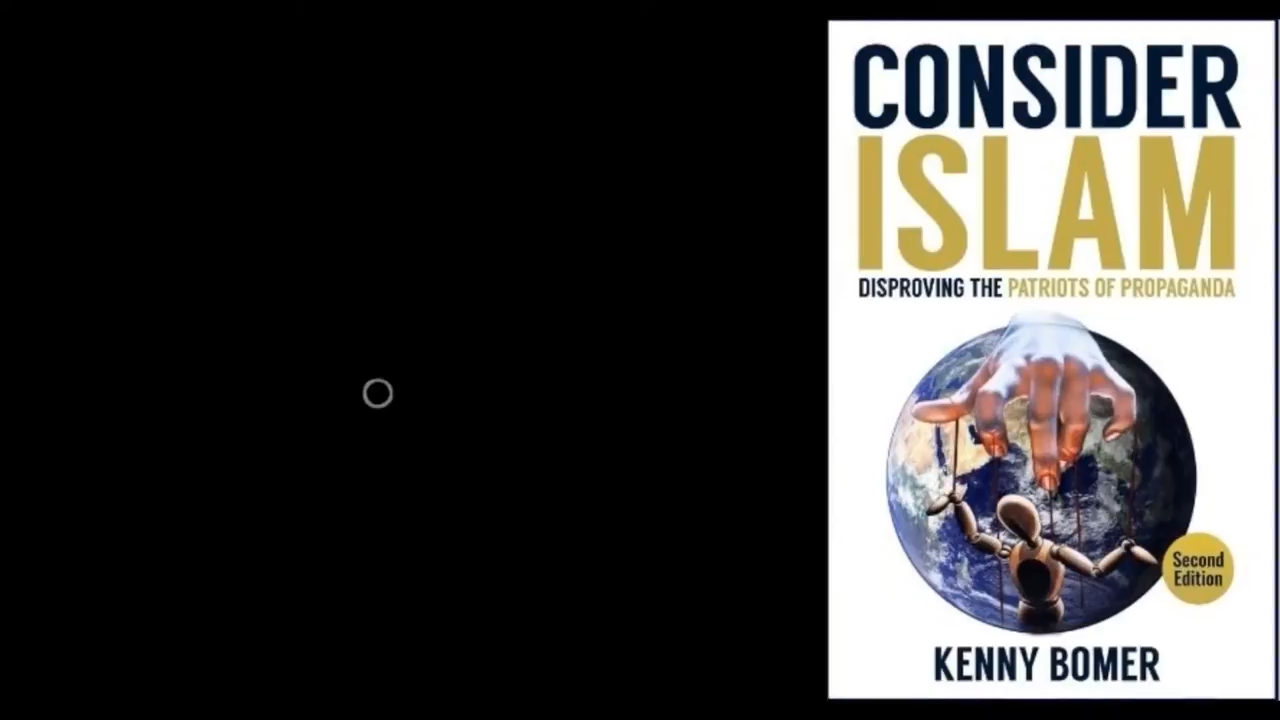 CONSIDER
ISLAM
DISPROVING THE PATRIOTS OF PROPAGANDA
Second
Edition
KENNY BOMER